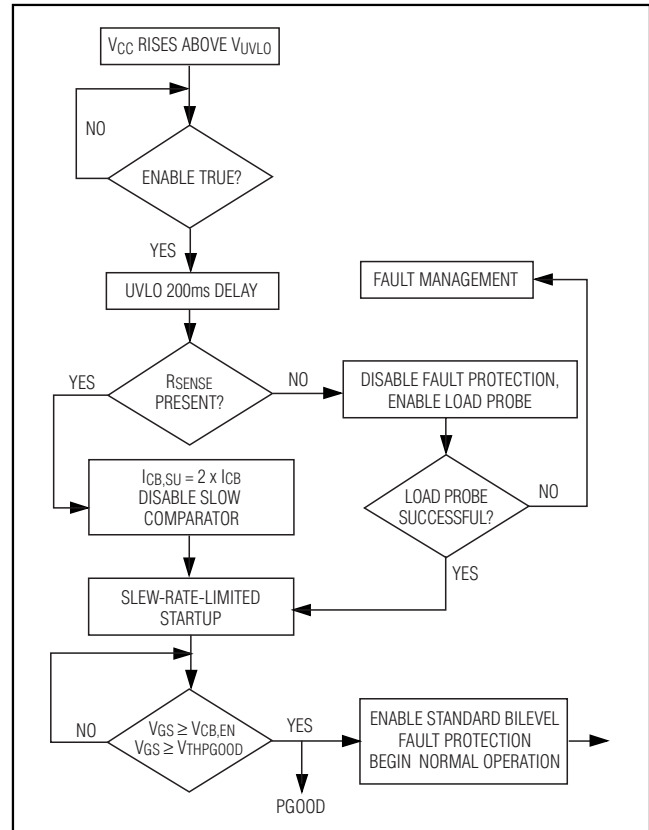 VCC RISES ABOVE VUVLO
NO
ENABLE TRUE?
YES
UVLO 200ms DELAY
FAULT MANAGEMENT
YES
RSENSE
PRESENT?
NO
DISABLE FAULT PROTECTION,
ENABLE LOAD PROBE
ICB,SU = 2 x ICB
DISABLE SLOW
COMPARATOR
LOAD PROBE
SUCCESSFUL?
NO
YES
SLEW-RATE-LIMITED
STARTUP
NO
VGS ≥ VCB,EN
VGS ≥ VTHPGOOD
YES
ENABLE STANDARD BILEVEL
FAULT PROTECTION
BEGIN NORMAL OPERATION
PGOOD